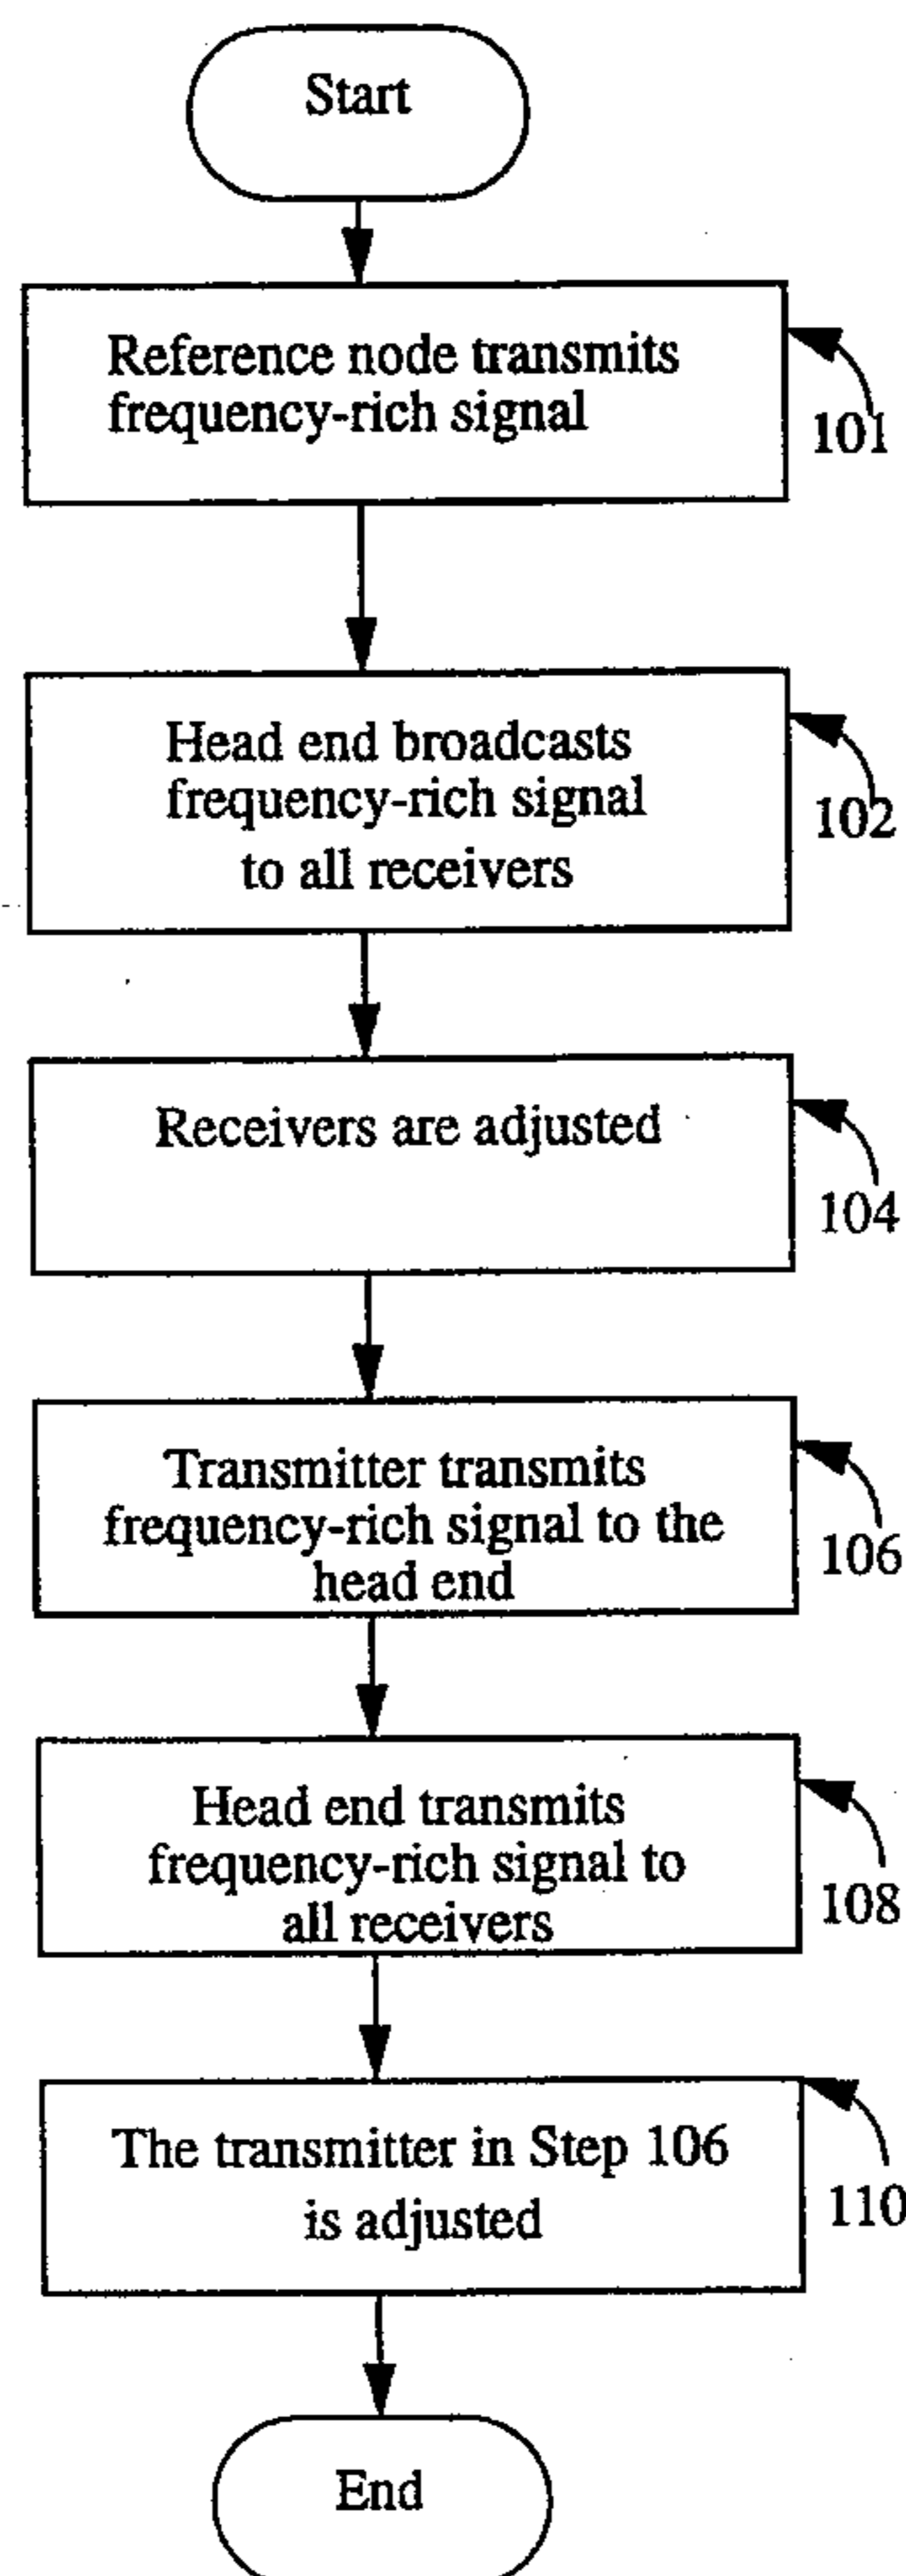 Start
Reference node transmits
frequency-rich signal
101
Head end broadcasts
frequency-rich signal
to all receivers
102
Receivers are adjusted
104
Transmitter transmits
frequency-rich signal to the
head end
106
Head end transmits
frequency-rich signal to
all receivers
108
The transmitter in Step 106
is adjusted
110
End